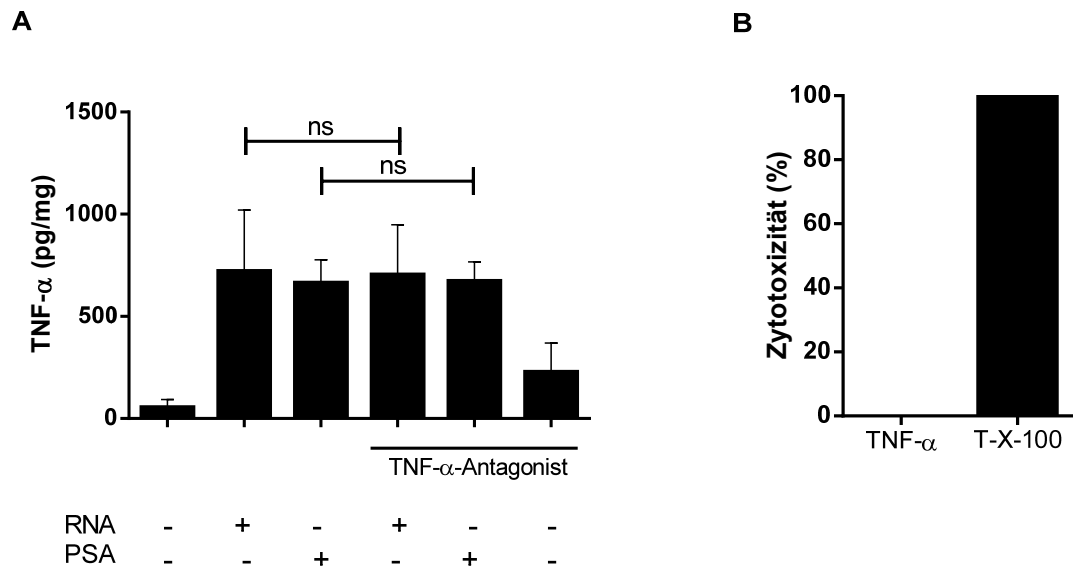 A
B
TNF-α (pg/mg)
1500
1000
500
0
ns
ns
TNF-α-Antagonist
RNA - + - + - -
PSA - - + - + -
Zytotoxizität (%)
100
80
60
40
20
0
TNF-α T-X-100